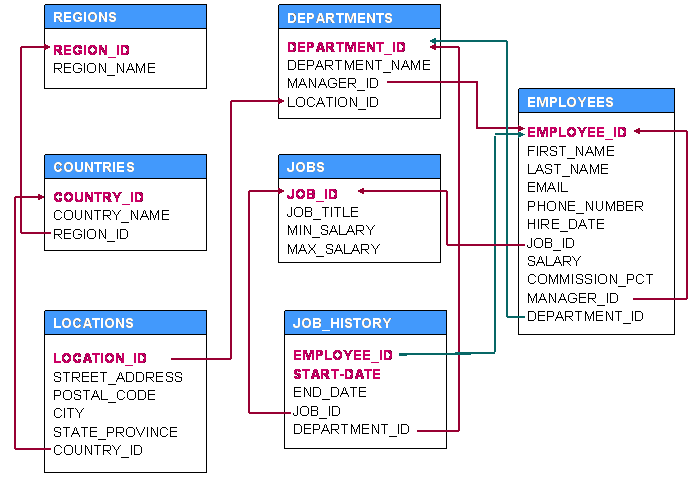 REGIONS
REGION_ID
REGION_NAME
DEPARTMENTS
DEPARTMENT_ID
DEPARTMENT_NAME
MANAGER_ID
LOCATION_ID
EMPLOYEES
EMPLOYEE_ID
FIRST_NAME
LAST_NAME
EMAIL
PHONE_NUMBER
HIRE_DATE
JOB_ID
SALARY
COMMISSION_PCT
MANAGER_ID
DEPARTMENT_ID
COUNTRIES
COUNTRY_ID
COUNTRY_NAME
REGION_ID
JOBS
JOB_ID
JOB_TITLE
MIN_SALARY
MAX_SALARY
LOCATIONS
LOCATION_ID
STREET_ADDRESS
POSTAL_CODE
CITY
STATE_PROVINCE
COUNTRY_ID
JOB_HISTORY
EMPLOYEE_ID
START-DATE
END_DATE
JOB_ID
DEPARTMENT_ID